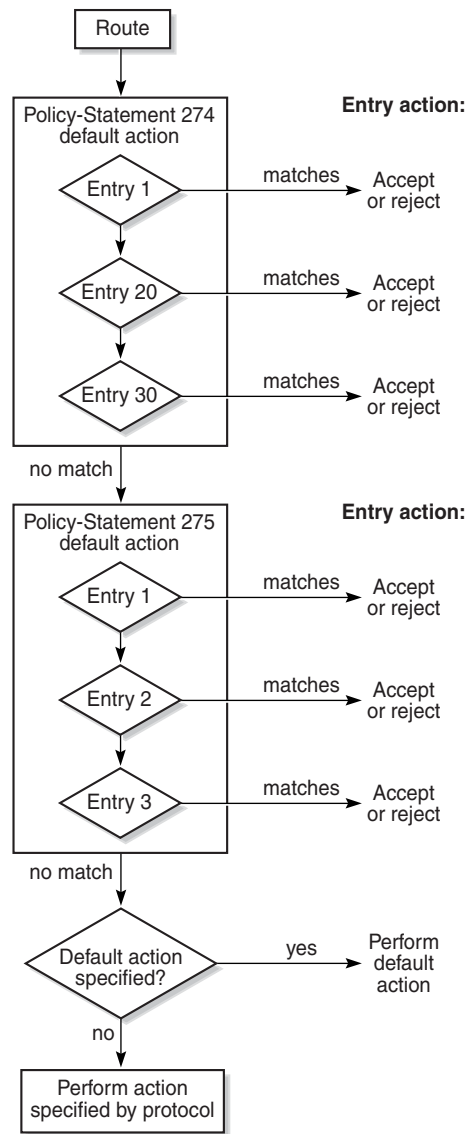 Route
Policy-Statement 274
default action
Entry action:
Entry 1
matches
Accept
or reject
Entry 20
matches
Accept
or reject
Entry 30
matches
Accept
or reject
no match
Policy-Statement 275
default action
Entry action:
Entry 1
matches
Accept
or reject
Entry 2
matches
Accept
or reject
Entry 3
matches
Accept
or reject
no match
Default action
specified?
yes
Perform
default
action
no
Perform action
specified by protocol